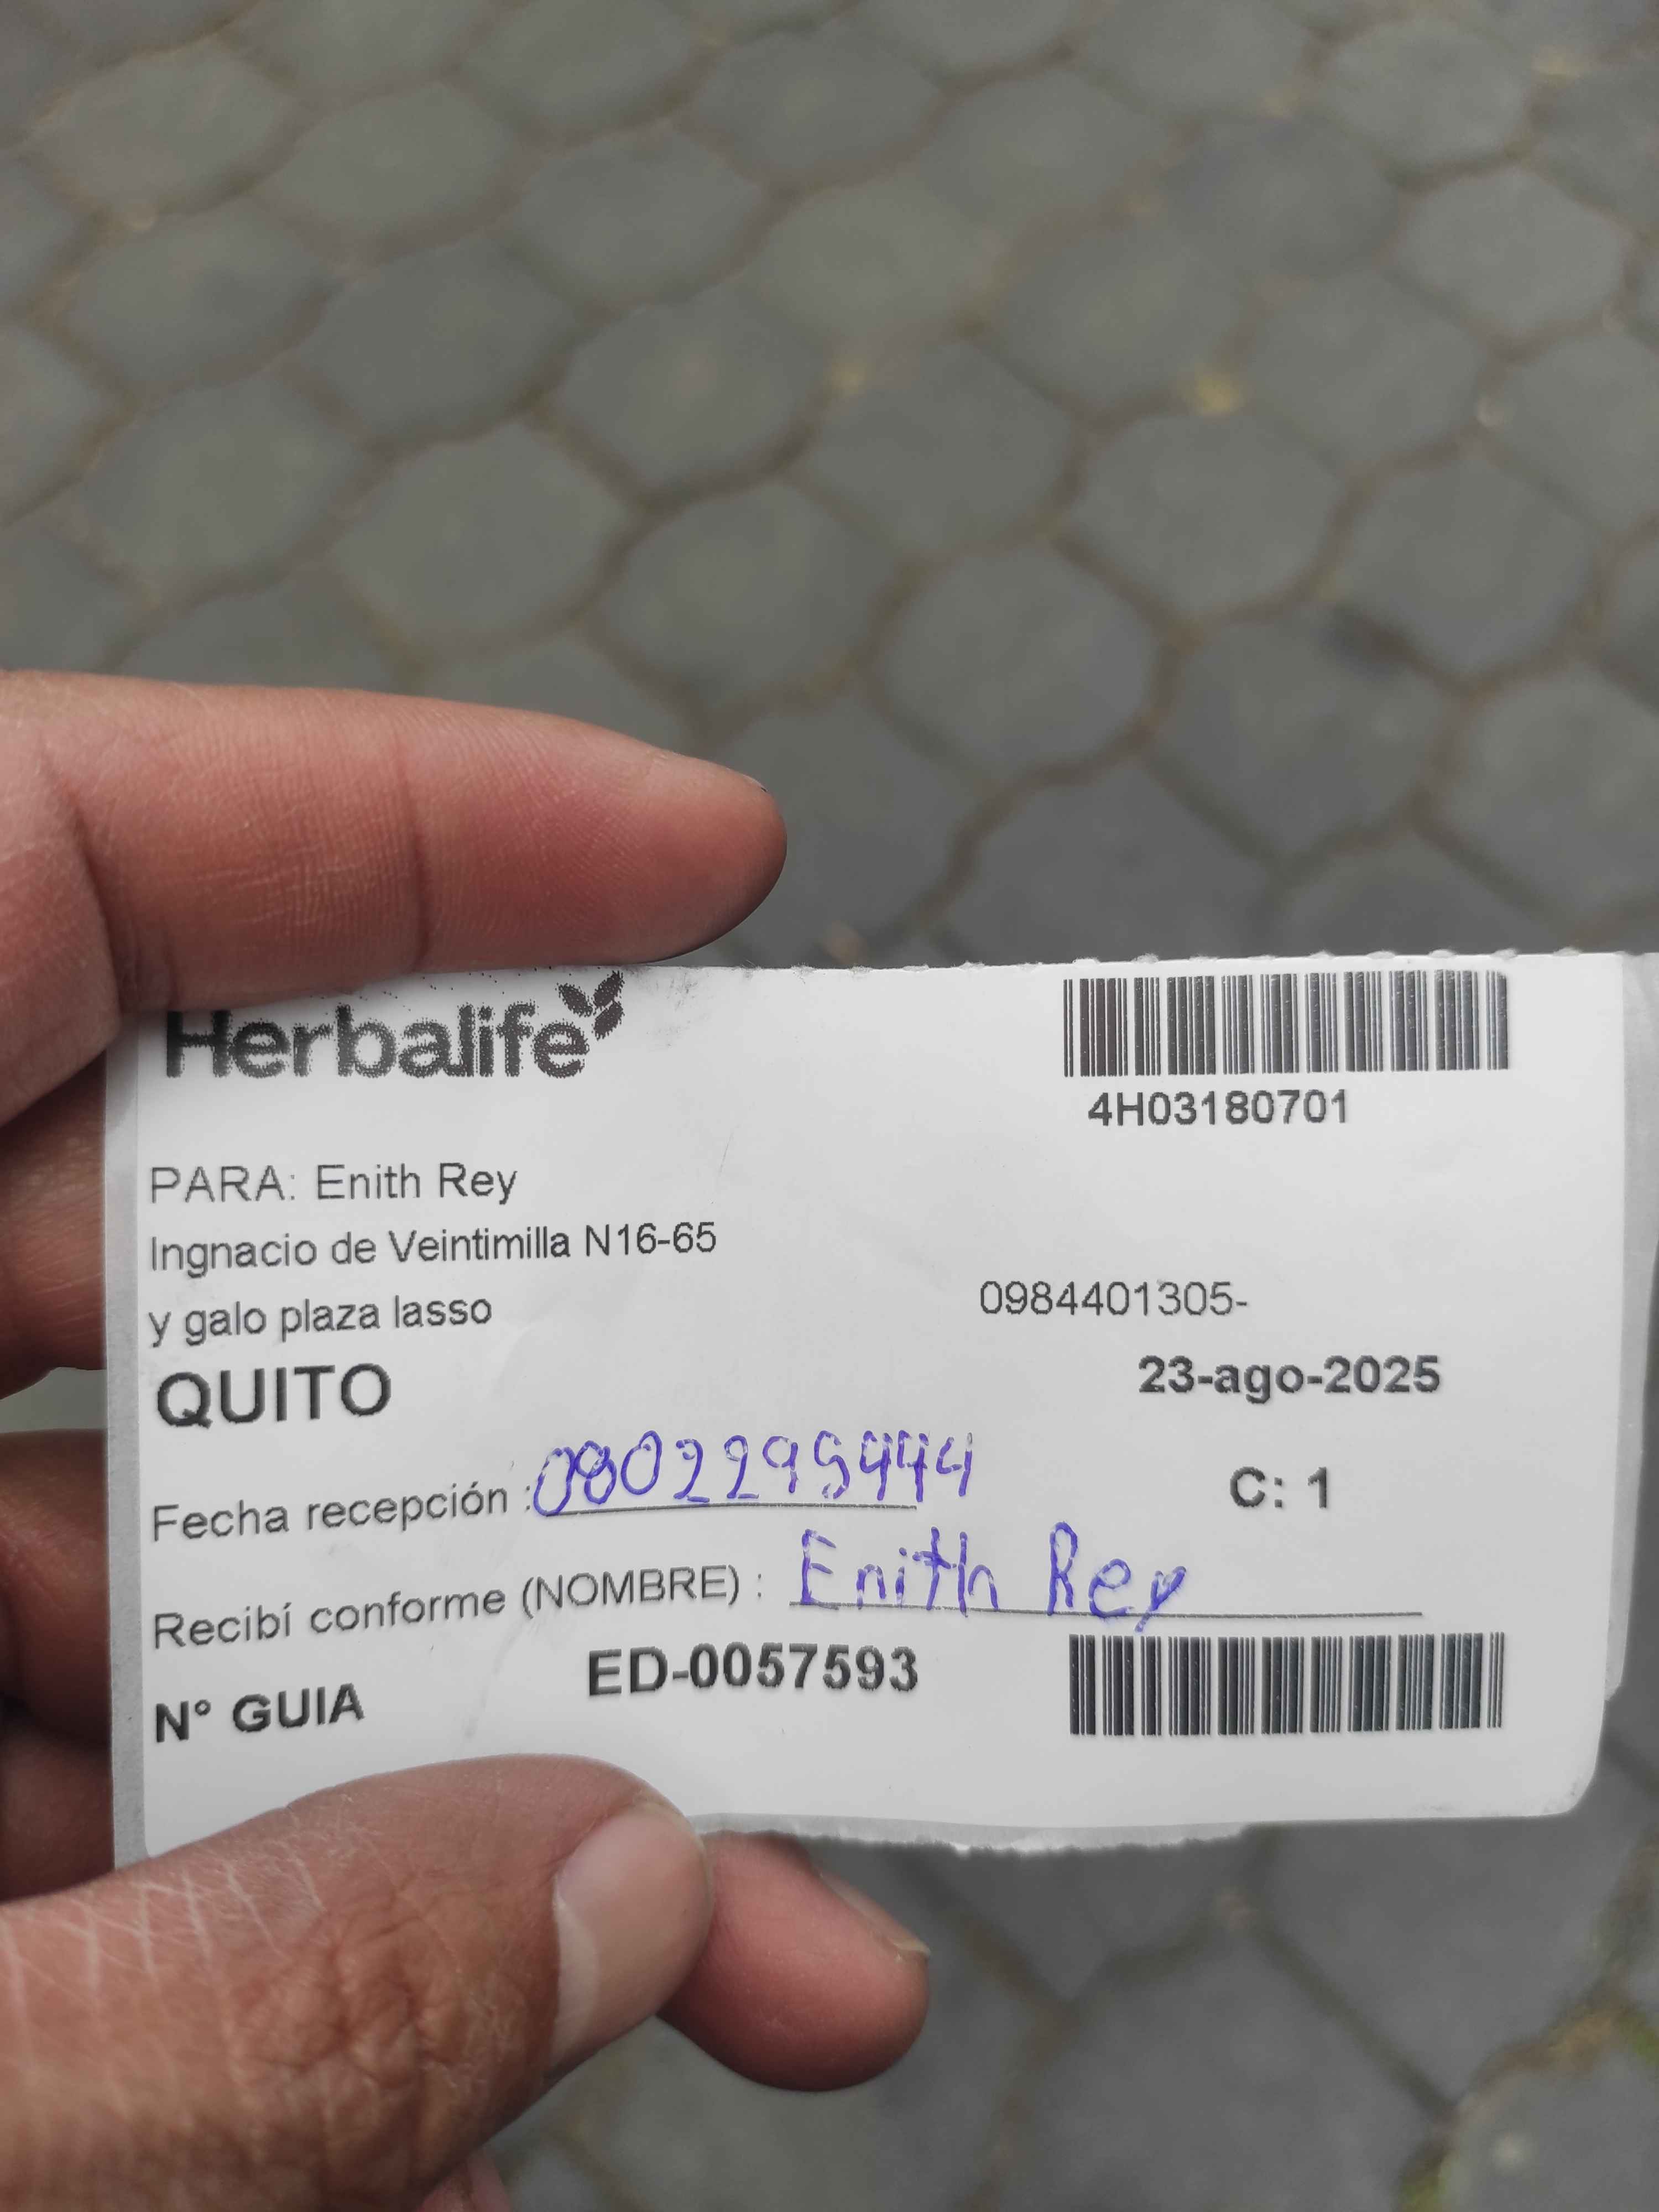 Herbalife
4H03180701
PARA: Enith Rey
Ingnacio de Veintimilla N16-65
y galo plaza lasso
0984401305-
QUITO
23-ago-2025
Fecha recepción : 0802295444
C: 1
Recibí conforme (NOMBRE) : Enith Rey
N° GUIA ED-0057593